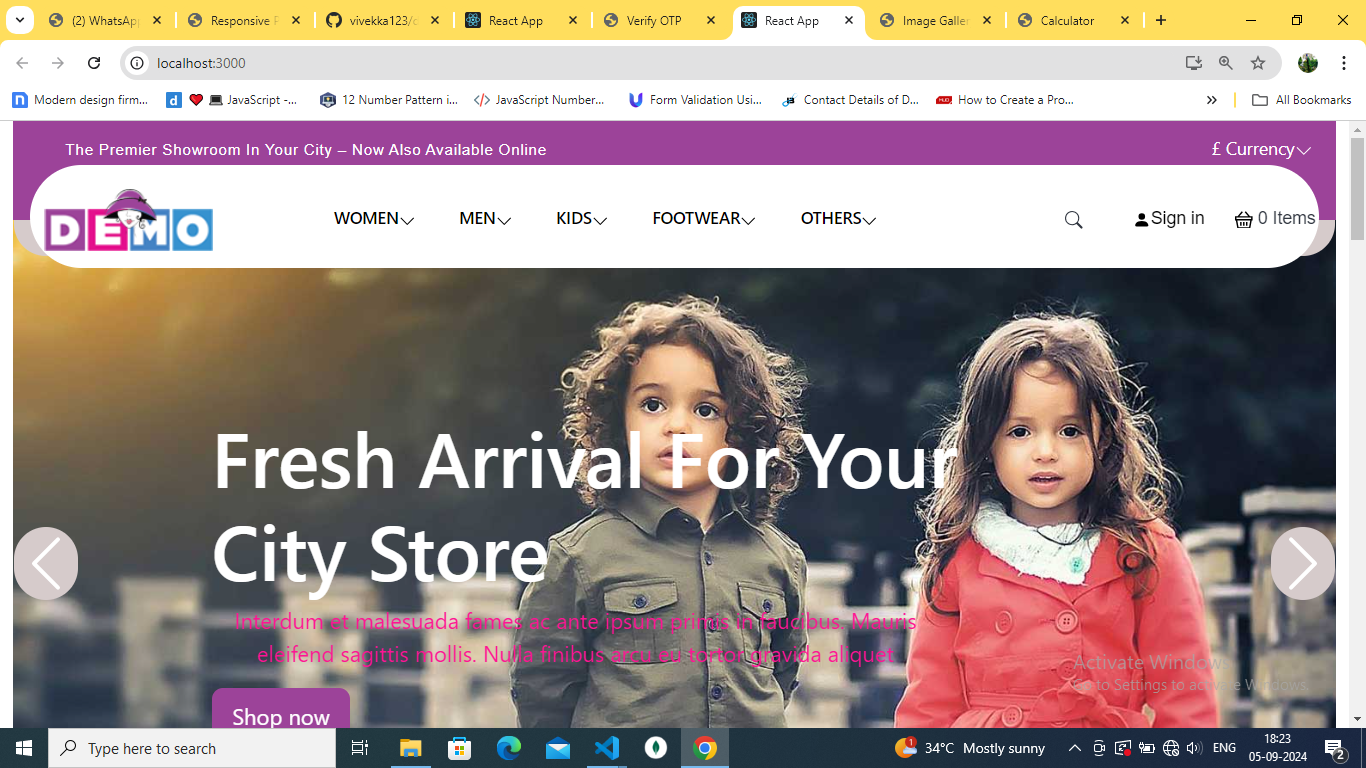 (2) WhatsAp
Responsive P
vivekka123/c
React App
Verify OTP
React App
Image Galler
Calculator
localhost:3000
Modern design firm...
JavaScript -...
12 Number Pattern i...
JavaScript Number...
Form Validation Usi...
Contact Details of D...
How to Create a Pro...
All Bookmarks
The Premier Showroom In Your City – Now Also Available Online
£ Currency
DEMO
WOMEN
MEN
KIDS
FOOTWEAR
OTHERS
Sign in
0 Items
Fresh Arrival For Your
City Store
Interdum et malesuada fames ac ante ipsum primis in faucibus. Mauris
eleifend sagittis mollis. Nulla finibus arcu eu tortor gravida aliquet
Shop now
Activate Windows
Go to Settings to activate Windows.
Type here to search
1
34°C Mostly sunny
ENG
18:23
05-09-2024
2